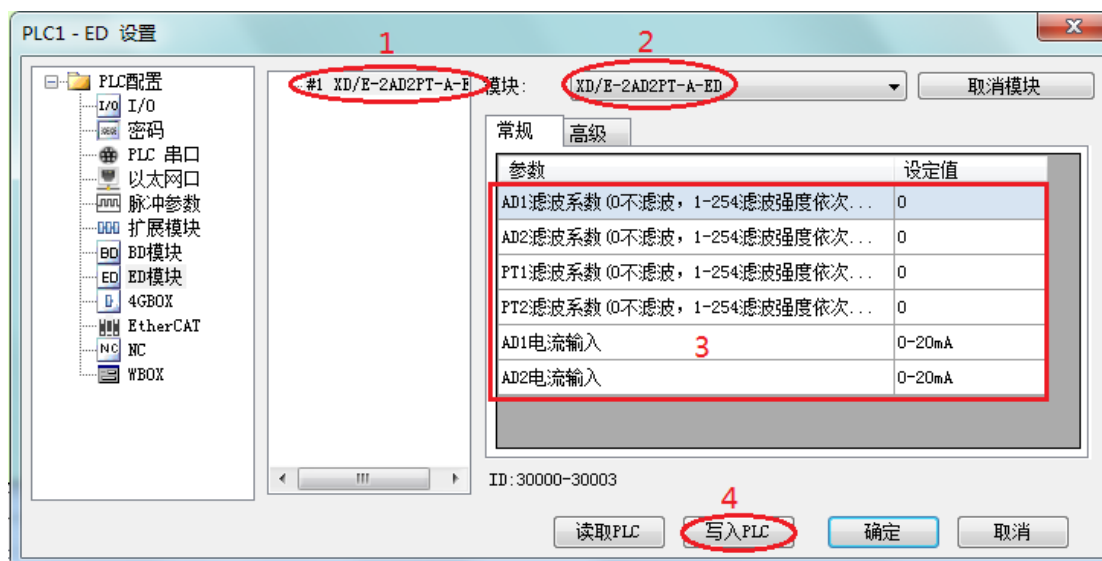 PLC1 - ED 设置
X
1
2
PLC配置
I/O I/O
密码
PLC 串口
以太网口
脉冲参数
扩展模块
BD BD模块
ED ED模块
4GBOX
EtherCAT
NC NC
WBOX
#1 XD/E-2AD2PT-A-E
模块:
XD/E-2AD2PT-A-ED
取消模块
常规
高级
参数
设定值
AD1滤波系数(0不滤波，1-254滤波强度依次...
0
AD2滤波系数(0不滤波，1-254滤波强度依次...
0
PT1滤波系数(0不滤波，1-254滤波强度依次...
0
PT2滤波系数(0不滤波，1-254滤波强度依次...
0
AD1电流输入
3
0-20mA
AD2电流输入
0-20mA
ID:30000-30003
4
读取PLC
写入PLC
确定
取消